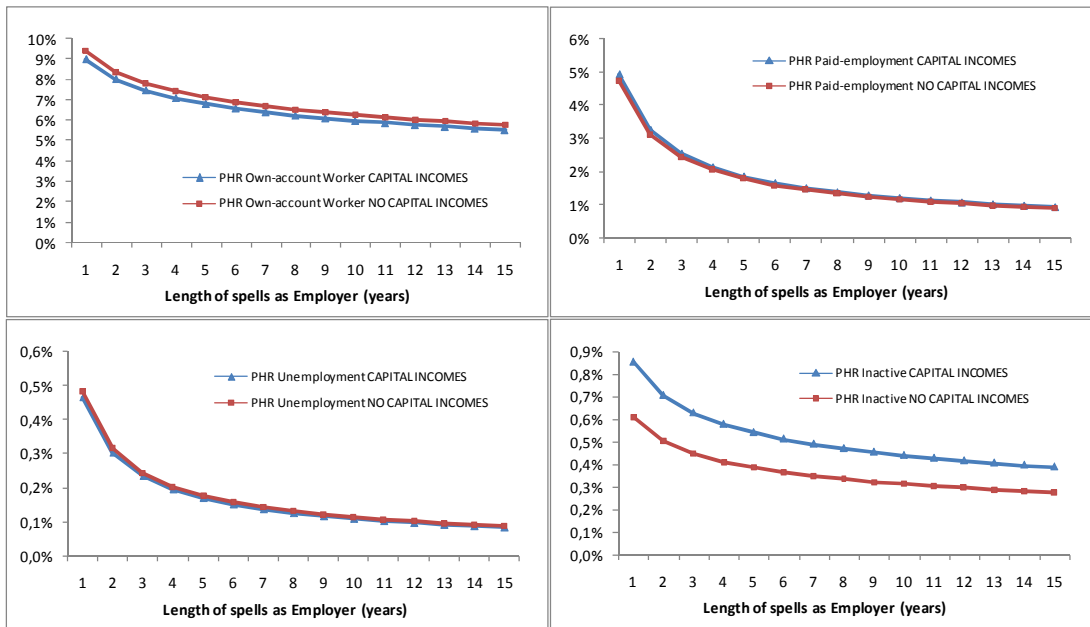 10%
9%
8%
7%
6%
5%
4%
3%
2%
1%
0%
PHR Own-account Worker CAPITAL INCOMES
PHR Own-account Worker NO CAPITAL INCOMES
1 2 3 4 5 6 7 8 9 10 11 12 13 14 15
Length of spells as Employer (years)
6%
5%
4%
3%
2%
1%
0%
PHR Paid-employment CAPITAL INCOMES
PHR Paid-employment NO CAPITAL INCOMES
1 2 3 4 5 6 7 8 9 10 11 12 13 14 15
Length of spells as Employer (years)
0,6%
0,5%
0,4%
0,3%
0,2%
0,1%
0,0%
PHR Unemployment CAPITAL INCOMES
PHR Unemployment NO CAPITAL INCOMES
1 2 3 4 5 6 7 8 9 10 11 12 13 14 15
Length of spells as Employer (years)
0,9%
0,8%
0,7%
0,6%
0,5%
0,4%
0,3%
0,2%
0,1%
0,0%
PHR Inactive CAPITAL INCOMES
PHR Inactive NO CAPITAL INCOMES
1 2 3 4 5 6 7 8 9 10 11 12 13 14 15
Length of spells as Employer (years)